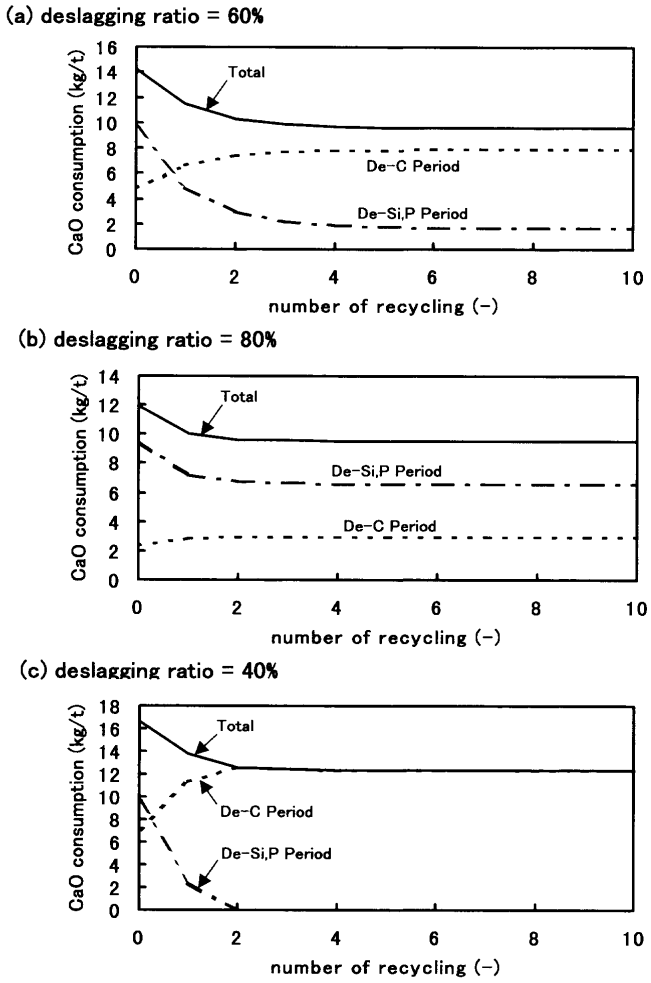 (a) deslagging ratio = 60%
CaO consumption (kg/t)
16
14
12
10
8
6
4
2
0
Total
De-C Period
De-Si,P Period
0 2 4 6 8 10
number of recycling (-)
(b) deslagging ratio = 80%
CaO consumption (kg/t)
14
12
10
8
6
4
2
0
Total
De-Si,P Period
De-C Period
0 2 4 6 8 10
number of recycling (-)
(c) deslagging ratio = 40%
CaO consumption (kg/t)
18
16
14
12
10
8
6
4
2
0
Total
De-C Period
De-Si,P Period
0 2 4 6 8 10
number of recycling (-)